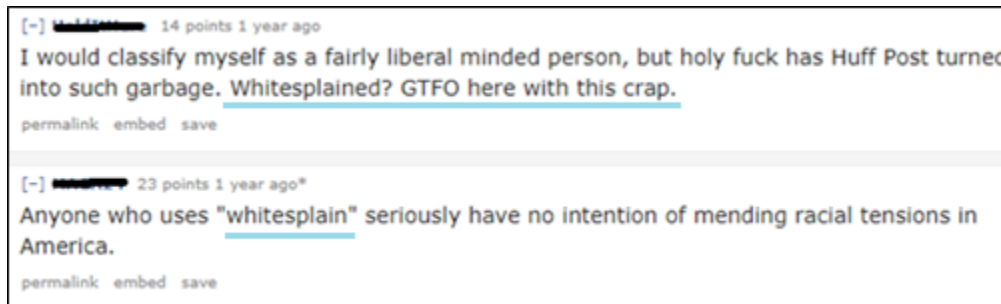 [-] 14 points 1 year ago
I would classify myself as a fairly liberal minded person, but holy fuck has Huff Post turned
into such garbage. Whitesplained? GTFO here with this crap.
permalink embed save
[-] 23 points 1 year ago*
Anyone who uses "whitesplain" seriously have no intention of mending racial tensions in
America.
permalink embed save